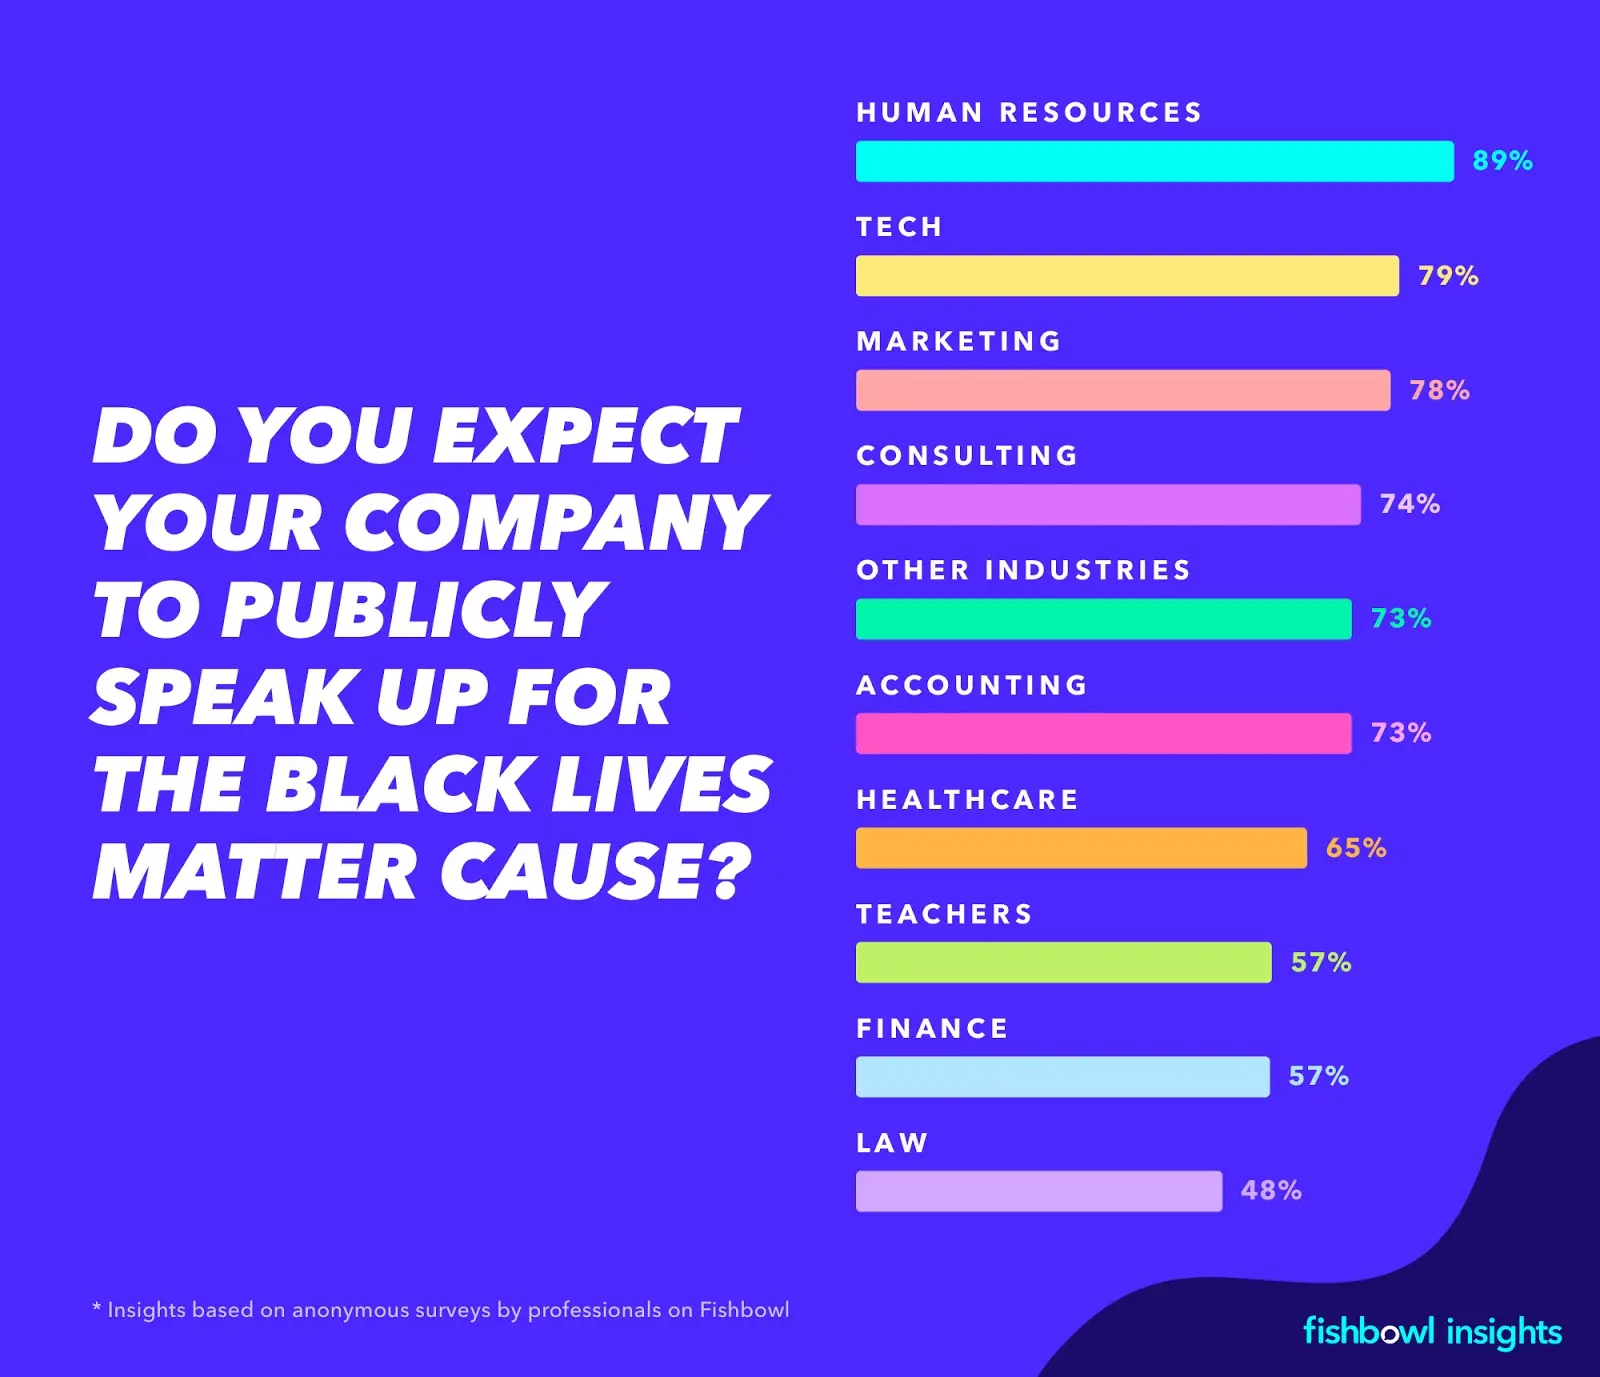 DO YOU EXPECT
YOUR COMPANY
TO PUBLICLY
SPEAK UP FOR
THE BLACK LIVES
MATTER CAUSE?
HUMAN RESOURCES
89%
TECH
79%
MARKETING
78%
CONSULTING
74%
OTHER INDUSTRIES
73%
ACCOUNTING
73%
HEALTHCARE
65%
TEACHERS
57%
FINANCE
57%
LAW
48%
* Insights based on anonymous surveys by professionals on Fishbowl
fishbowl insights